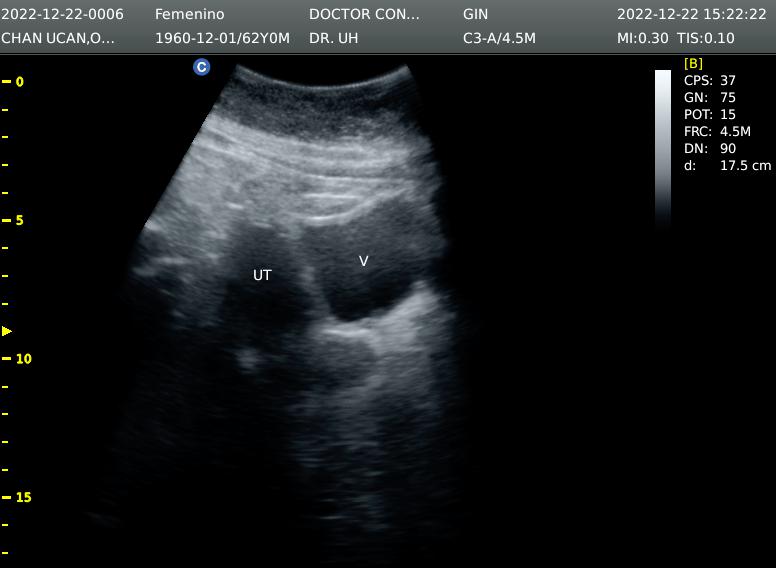 2022-12-22-0006 Femenino DOCTOR CON... GIN 2022-12-22 15:22:22
CHAN UCAN,O... 1960-12-01/62Y0M DR. UH C3-A/4.5M MI:0.30 TIS:0.10
C
[B]
CPS: 37
GN: 75
POT: 15
FRC: 4.5M
DN: 90
d: 17.5 cm
0
5
V
UT
10
15